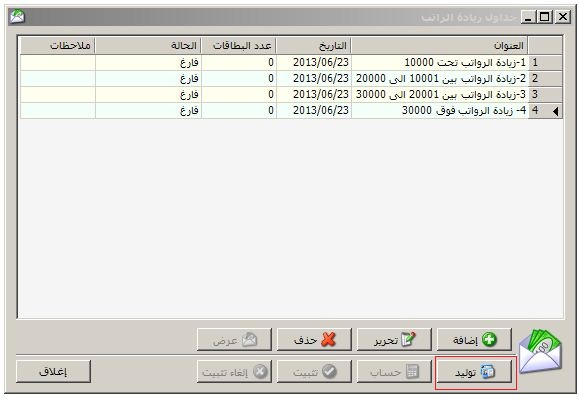 جداول زيادة الراتب
العنوان التاريخ عدد البطاقات الحالة ملاحظات
1 1-زيادة الرواتب تحت 10000 2013/06/23 0 فارغ
2 2-زيادة الرواتب بين 10001 الى 20000 2013/06/23 0 فارغ
3 3-زيادة الرواتب بين 20001 الى 30000 2013/06/23 0 فارغ
4 4- زيادة الرواتب فوق 30000 2013/06/23 0 فارغ
إضافة تحرير حذف عرض
توليد حساب تثبيت إلغاء تثبيت إغلاق